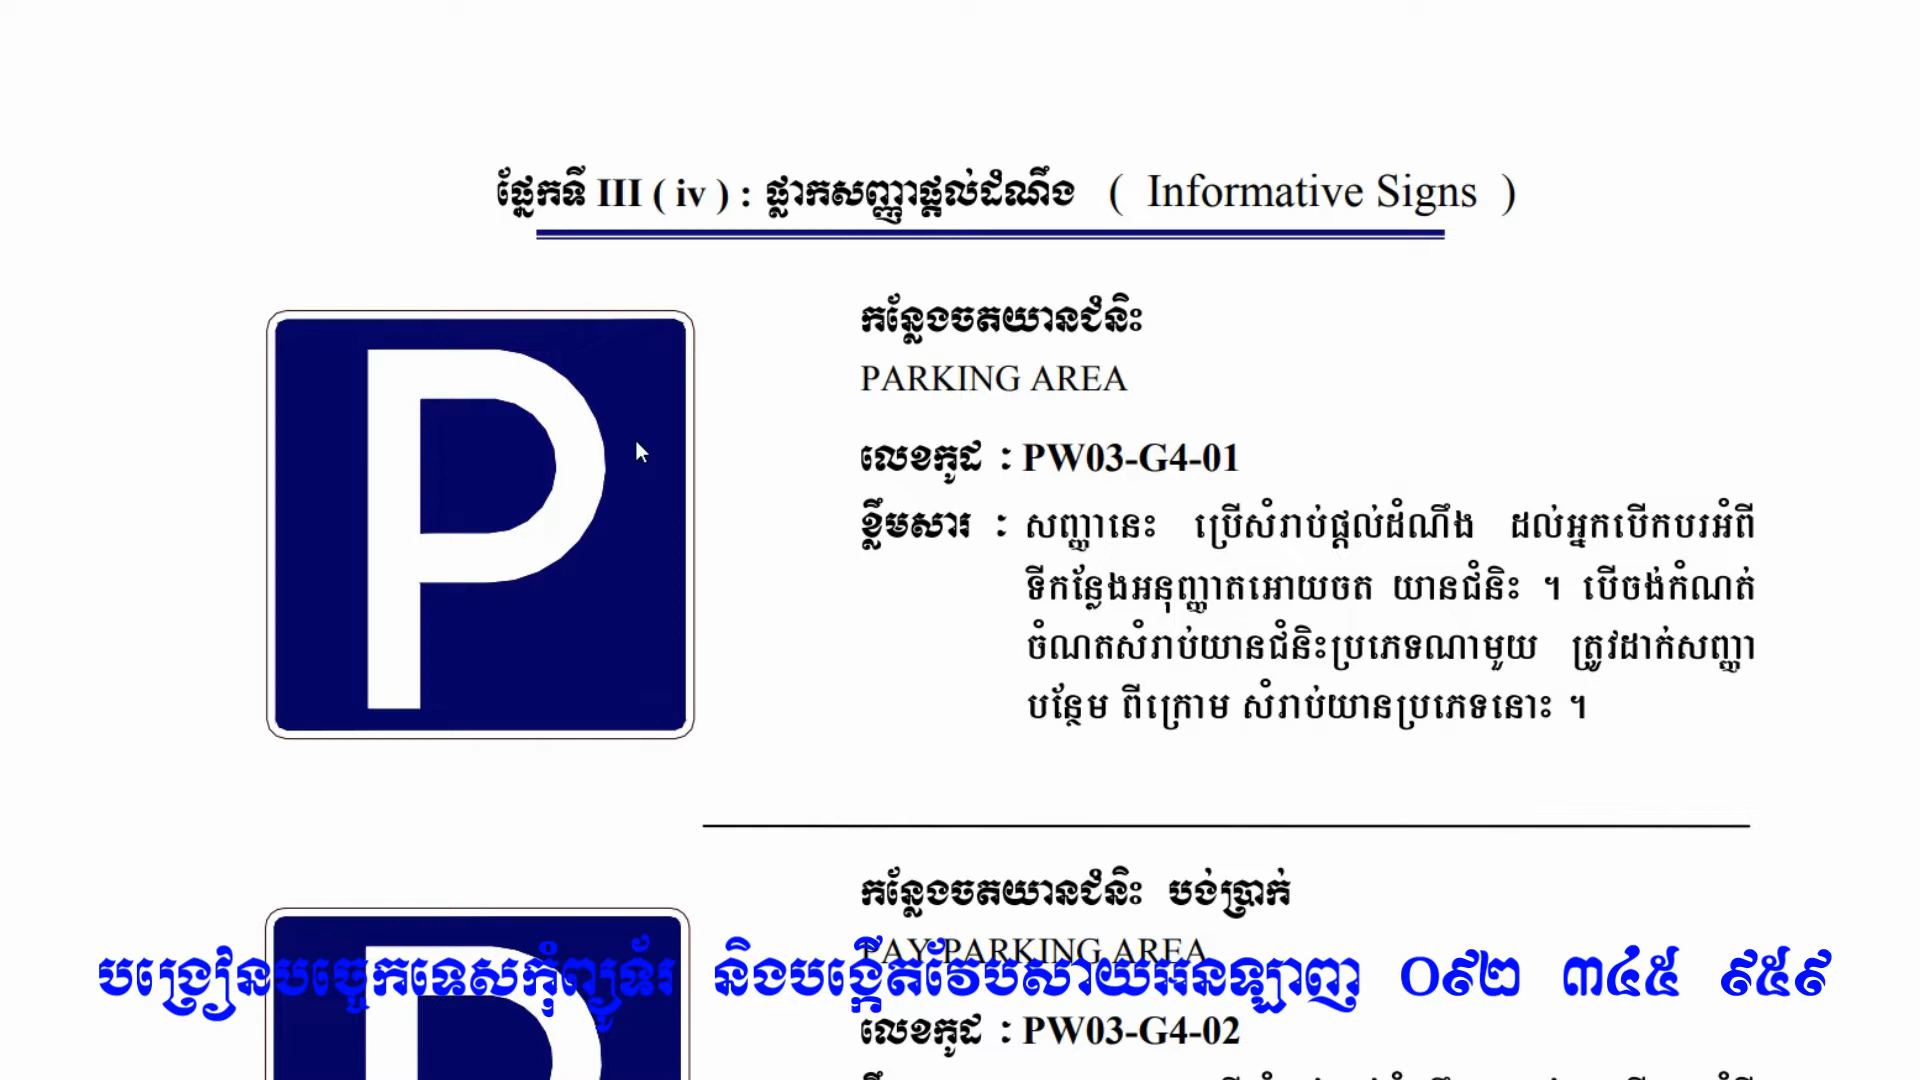 ផ្នែកទី III ( iv ) : ផ្លាកសញ្ញាផ្តល់ដំណឹង ( Informative Signs )
P
កន្លែងចតយានជំនិះ
PARKING AREA
លេខកូដ : PW03-G4-01
ខ្លឹមសារ : សញ្ញានេះ ប្រើសំរាប់ផ្តល់ដំណឹង ដល់អ្នកបើកបរអំពី
ទីកន្លែងអនុញ្ញាតអោយចត យានជំនិះ ។ បើចង់កំណត់
ចំណតសំរាប់យានជំនិះប្រភេទណាមួយ ត្រូវដាក់សញ្ញា
បន្ថែម ពីក្រោម សំរាប់យានប្រភេទនោះ ។
កន្លែងចតយានជំនិះ បង់ប្រាក់
PAY PARKING AREA
បង្រៀនបច្ចេកទេសកុំព្យូទ័រ និងបង្កើតវែបសាយអនឡាញ ០៩២ ៣៤៥ ៩៥៩
លេខកូដ : PW03-G4-02